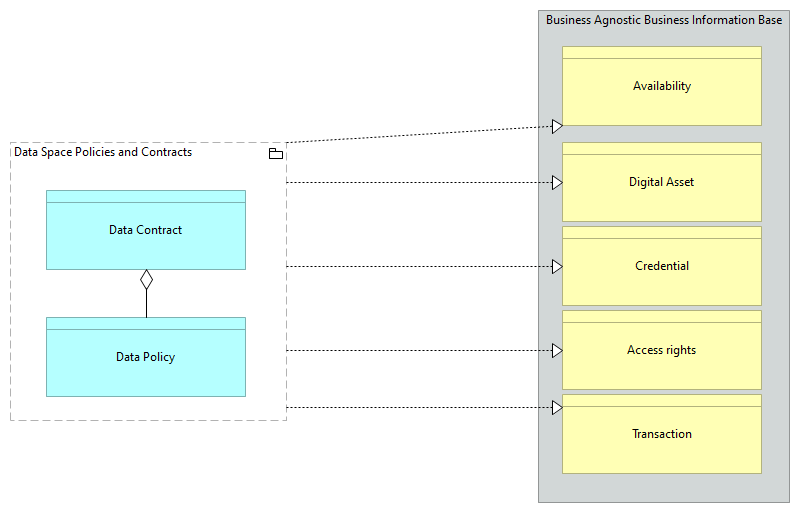 Business Agnostic Business Information Base
Availability
Data Space Policies and Contracts
Digital Asset
Data Contract
Credential
Data Policy
Access rights
Transaction